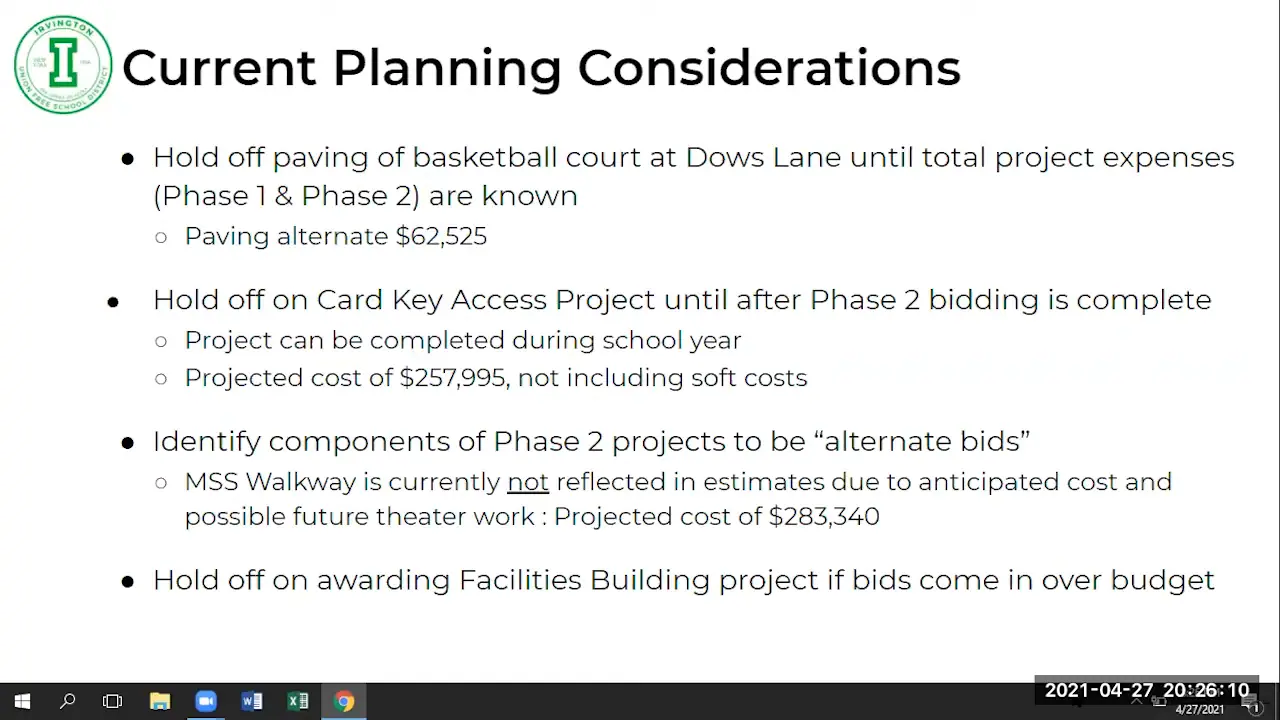 IRVINGTON
UNION FREE SCHOOL DISTRICT
I
Current Planning Considerations
● Hold off paving of basketball court at Dows Lane until total project expenses
(Phase 1 & Phase 2) are known
○ Paving alternate $62,525
● Hold off on Card Key Access Project until after Phase 2 bidding is complete
○ Project can be completed during school year
○ Projected cost of $257,995, not including soft costs
● Identify components of Phase 2 projects to be “alternate bids”
○ MSS Walkway is currently not reflected in estimates due to anticipated cost and
possible future theater work : Projected cost of $283,340
● Hold off on awarding Facilities Building project if bids come in over budget
2021-04-27 20:26:10
4/27/2021